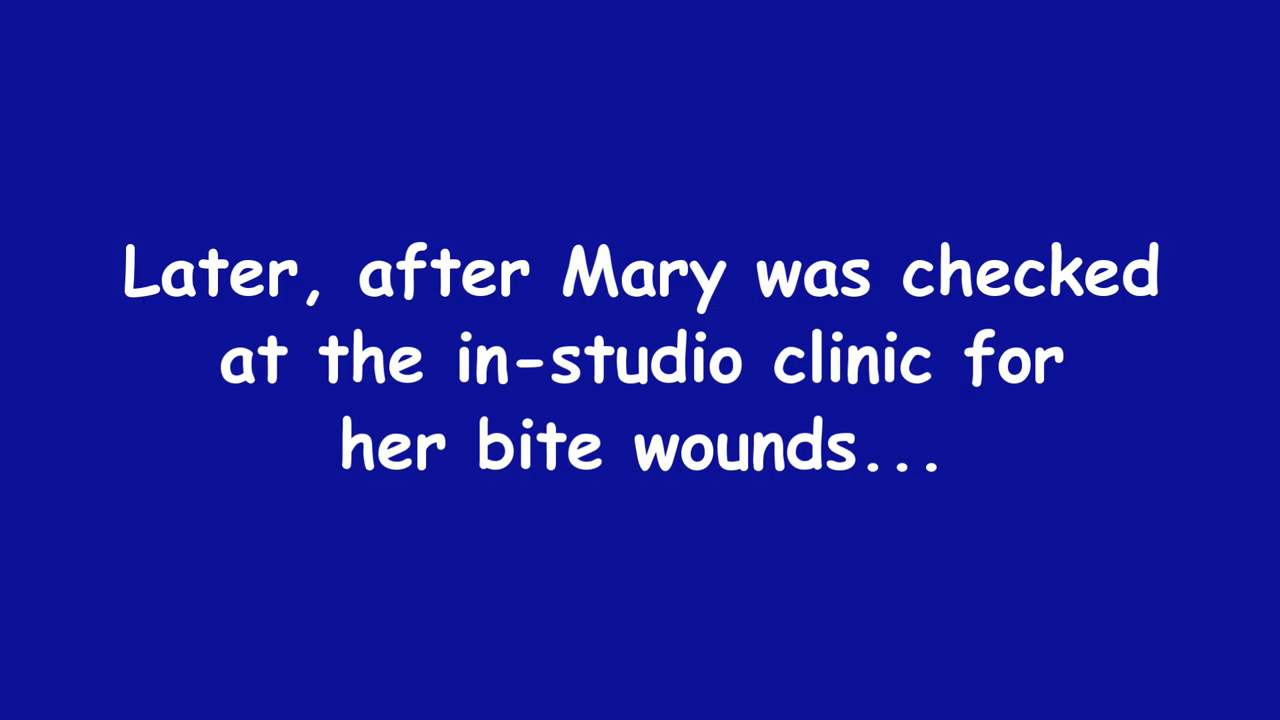 Later, after Mary was checked
at the in-studio clinic for
her bite wounds...